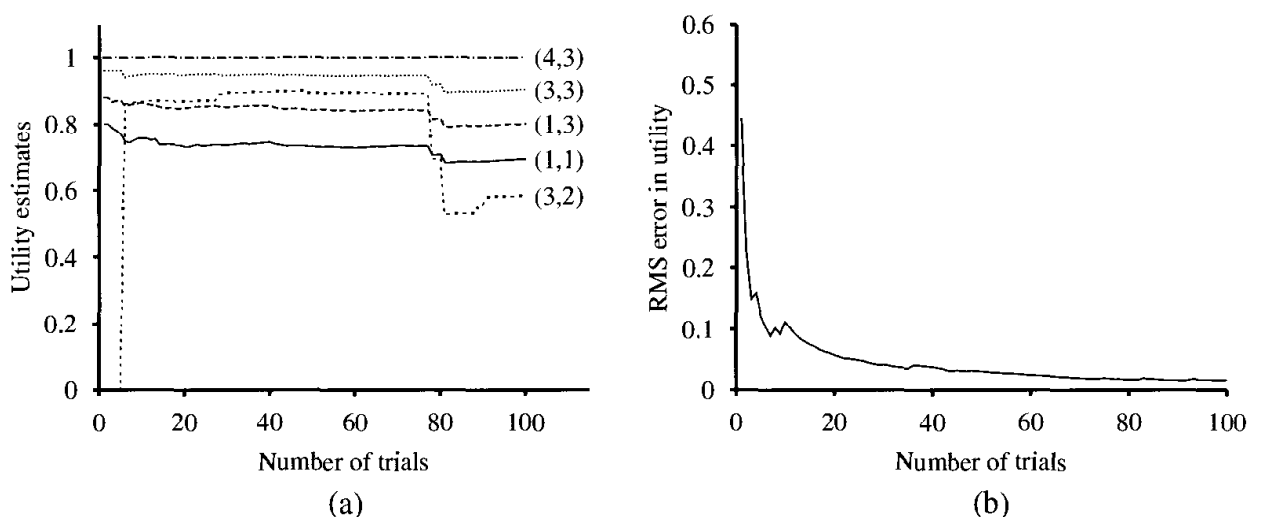 Utility estimates
1
0.8
0.6
0.4
0.2
0
(4,3)
(3,3)
(1,3)
(1,1)
(3,2)
0 20 40 60 80 100
Number of trials
(a)
RMS error in utility
0.6
0.5
0.4
0.3
0.2
0.1
0
0 20 40 60 80 100
Number of trials
(b)